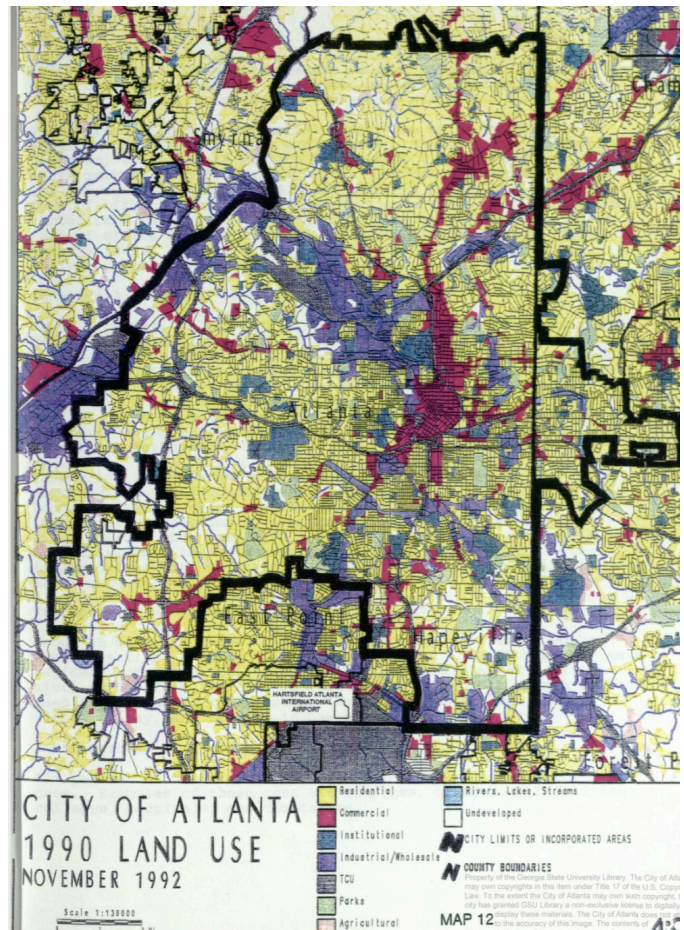 Smyrna
Cham
Atlanta
East Point
Hapeville
HARTSFIELD ATLANTA
INTERNATIONAL
AIRPORT
Forest P
CITY OF ATLANTA
1990 LAND USE
NOVEMBER 1992
Scale 1:130000
Residential
Commercial
Institutional
Industrial/Wholesale
TCU
Parks
Agricultural
Rivers, Lakes, Streams
Undeveloped
CITY LIMITS OR INCORPORATED AREAS
COUNTY BOUNDARIES
Property of the Georgia State University Library. The City of Atla
may own copyrights in this item under Title 17 of the U.S. Copyr
Law. To the extent the City of Atlanta may own such copyright,
city has granted GSU Library a non-exclusive license to digitally
display these materials. The City of Atlanta does not
to the accuracy of this image. The contents of
MAP 12